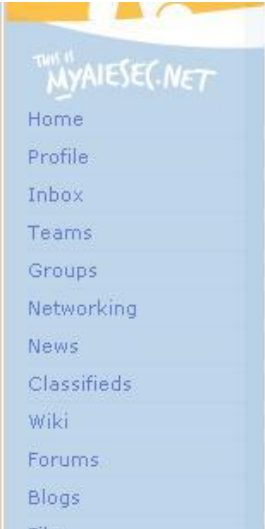 THIS IS
MYAIESEC.NET
Home
Profile
Inbox
Teams
Groups
Networking
News
Classifieds
Wiki
Forums
Blogs